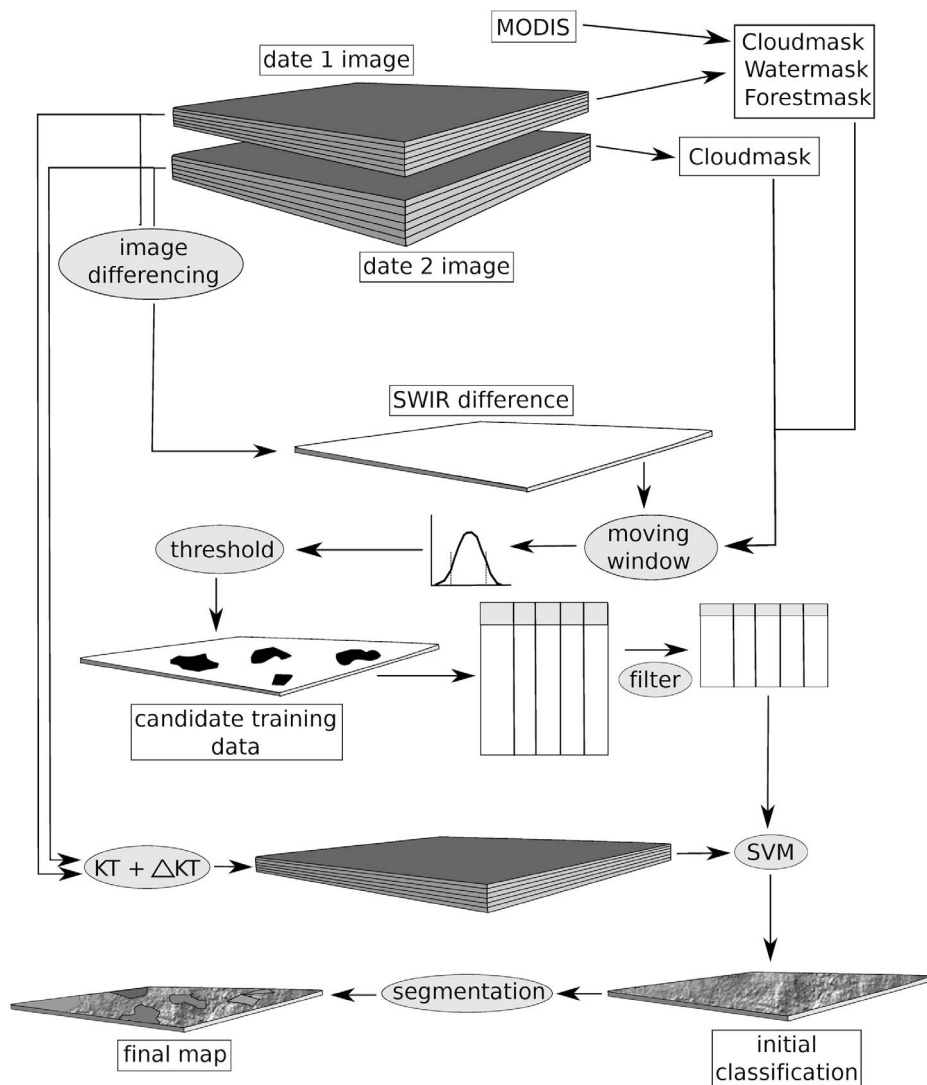 MODIS
date 1 image
Cloudmask
Watermask
Forestmask
Cloudmask
image
differencing
date 2 image
SWIR difference
threshold
moving
window
filter
candidate training
data
KT + △KT
SVM
segmentation
final map
initial
classification